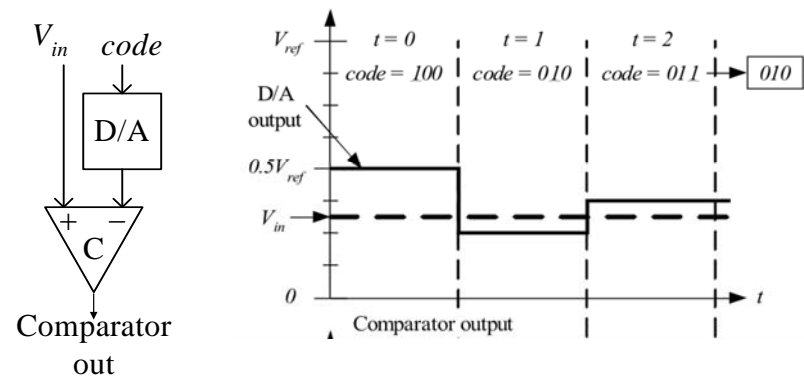 V_in code
D/A
+ −
C
Comparator
out
V_ref
t = 0 t = 1 t = 2
code = 100 code = 010 code = 011 010
D/A
output
0.5V_ref
V_in
0
t
Comparator output